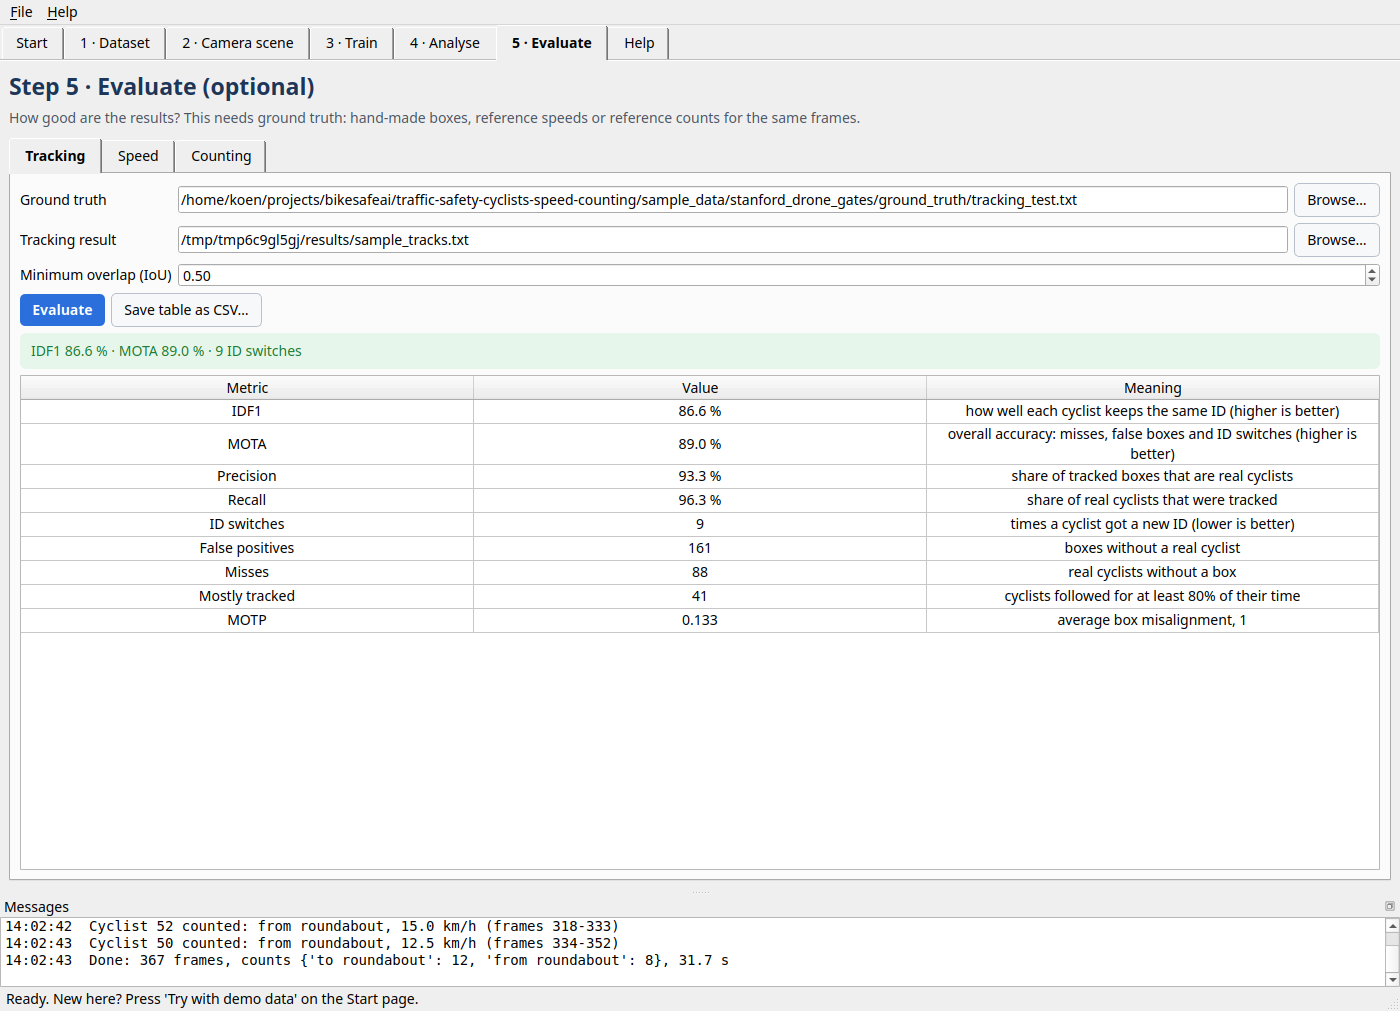 File Help
Start 1 · Dataset 2 · Camera scene 3 · Train 4 · Analyse 5 · Evaluate Help
Step 5 · Evaluate (optional)
How good are the results? This needs ground truth: hand-made boxes, reference speeds or reference counts for the same frames.
Tracking Speed Counting
Ground truth /home/koen/projects/bikesafeai/traffic-safety-cyclists-speed-counting/sample_data/stanford_drone_gates/ground_truth/tracking_test.txt Browse...
Tracking result /tmp/tmp6c9gl5gj/results/sample_tracks.txt Browse...
Minimum overlap (IoU) 0.50
Evaluate Save table as CSV...
IDF1 86.6 % · MOTA 89.0 % · 9 ID switches
Metric Value Meaning
IDF1 86.6 % how well each cyclist keeps the same ID (higher is better)
MOTA 89.0 % overall accuracy: misses, false boxes and ID switches (higher is
better)
Precision 93.3 % share of tracked boxes that are real cyclists
Recall 96.3 % share of real cyclists that were tracked
ID switches 9 times a cyclist got a new ID (lower is better)
False positives 161 boxes without a real cyclist
Misses 88 real cyclists without a box
Mostly tracked 41 cyclists followed for at least 80% of their time
MOTP 0.133 average box misalignment, 1
Messages
14:02:42 Cyclist 52 counted: from roundabout, 15.0 km/h (frames 318-333)
14:02:43 Cyclist 50 counted: from roundabout, 12.5 km/h (frames 334-352)
14:02:43 Done: 367 frames, counts {'to roundabout': 12, 'from roundabout': 8}, 31.7 s
Ready. New here? Press 'Try with demo data' on the Start page.